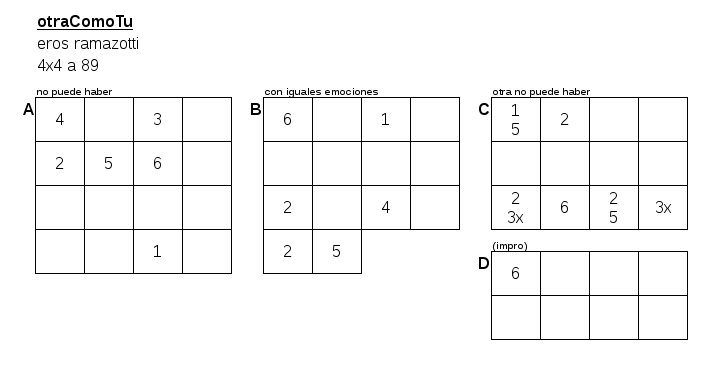 otraComoTu
eros ramazotti
4x4 a 89
no puede haber
A
4 3
2 5 6
1
con iguales emociones
B
6 1
2 4
2 5
otra no puede haber
C
1 2
5
2 6 2 3x
3x 5
(impro)
D
6